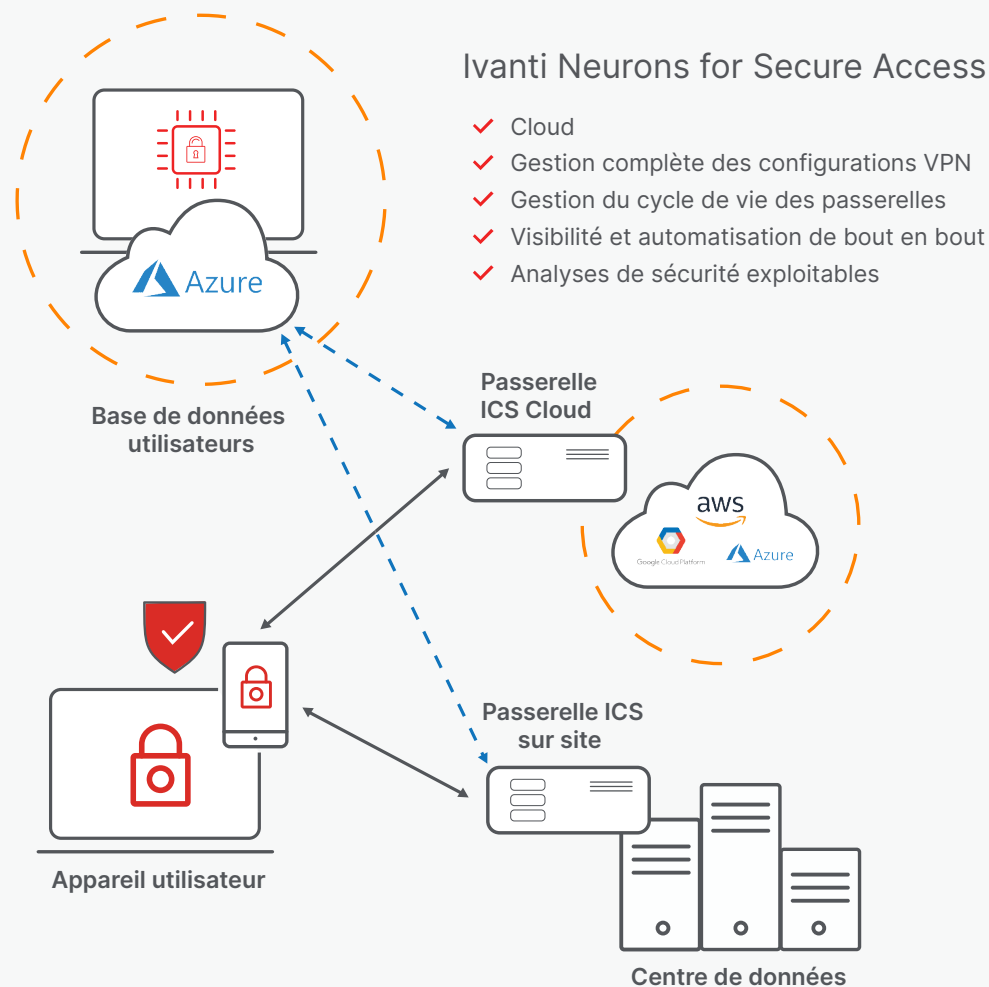 Ivanti Neurons for Secure Access
Cloud
Gestion complète des configurations VPN
Gestion du cycle de vie des passerelles
Visibilité et automatisation de bout en bout
Analyses de sécurité exploitables
Azure
Base de données
utilisateurs
Passerelle
ICS Cloud
aws
Google Cloud Platform
Azure
Passerelle ICS
sur site
Appareil utilisateur
Centre de données